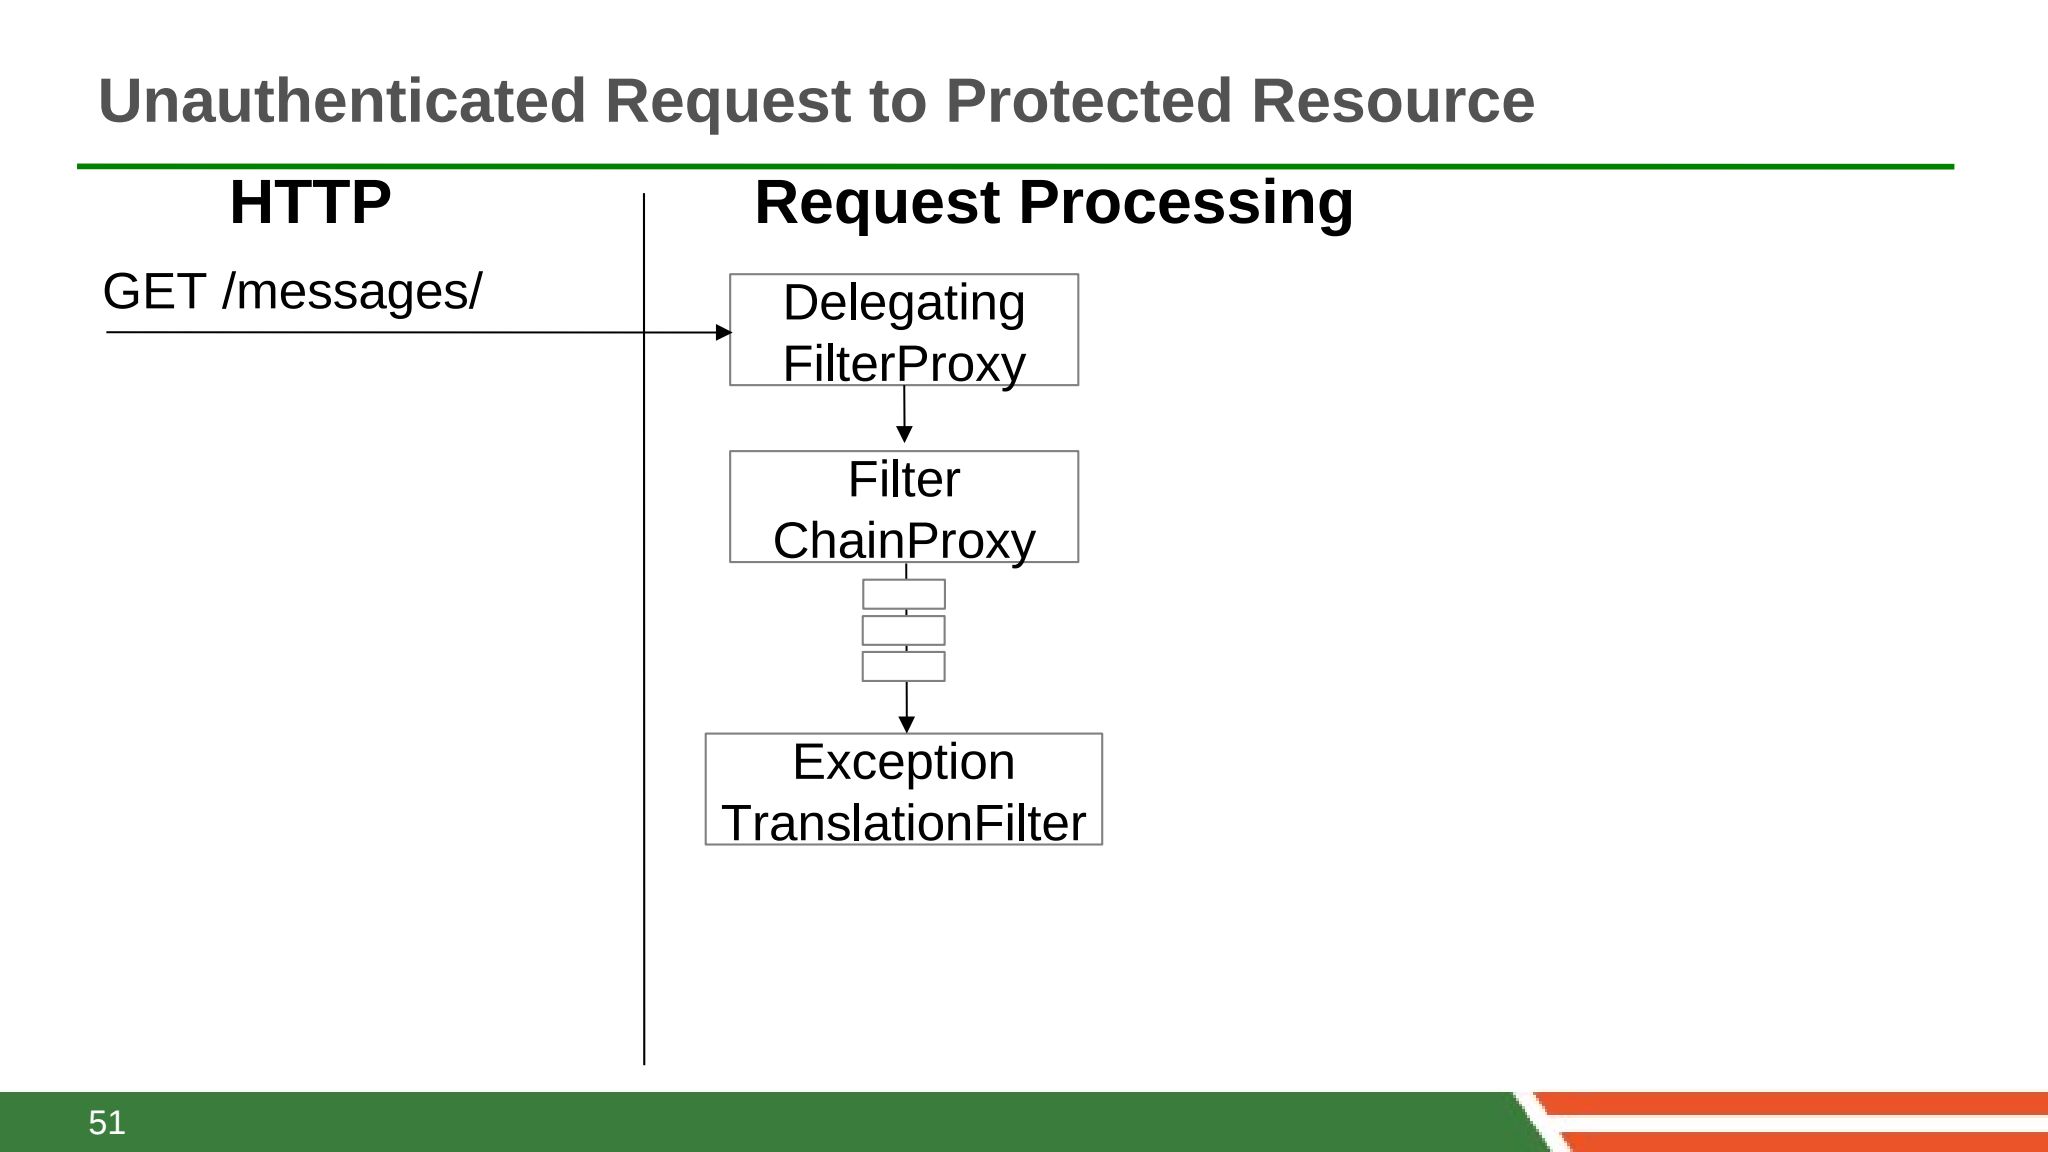 Unauthenticated Request to Protected Resource
HTTP
Request Processing
GET /messages/
Delegating
FilterProxy
Filter
ChainProxy
Exception
TranslationFilter
51